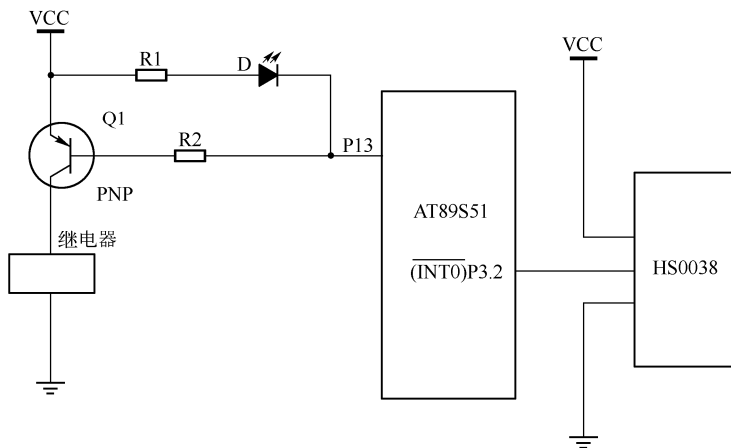 VCC
R1
D
VCC
Q1
R2
P13
PNP
AT89S51
继电器
(INT0)P3.2
HS0038